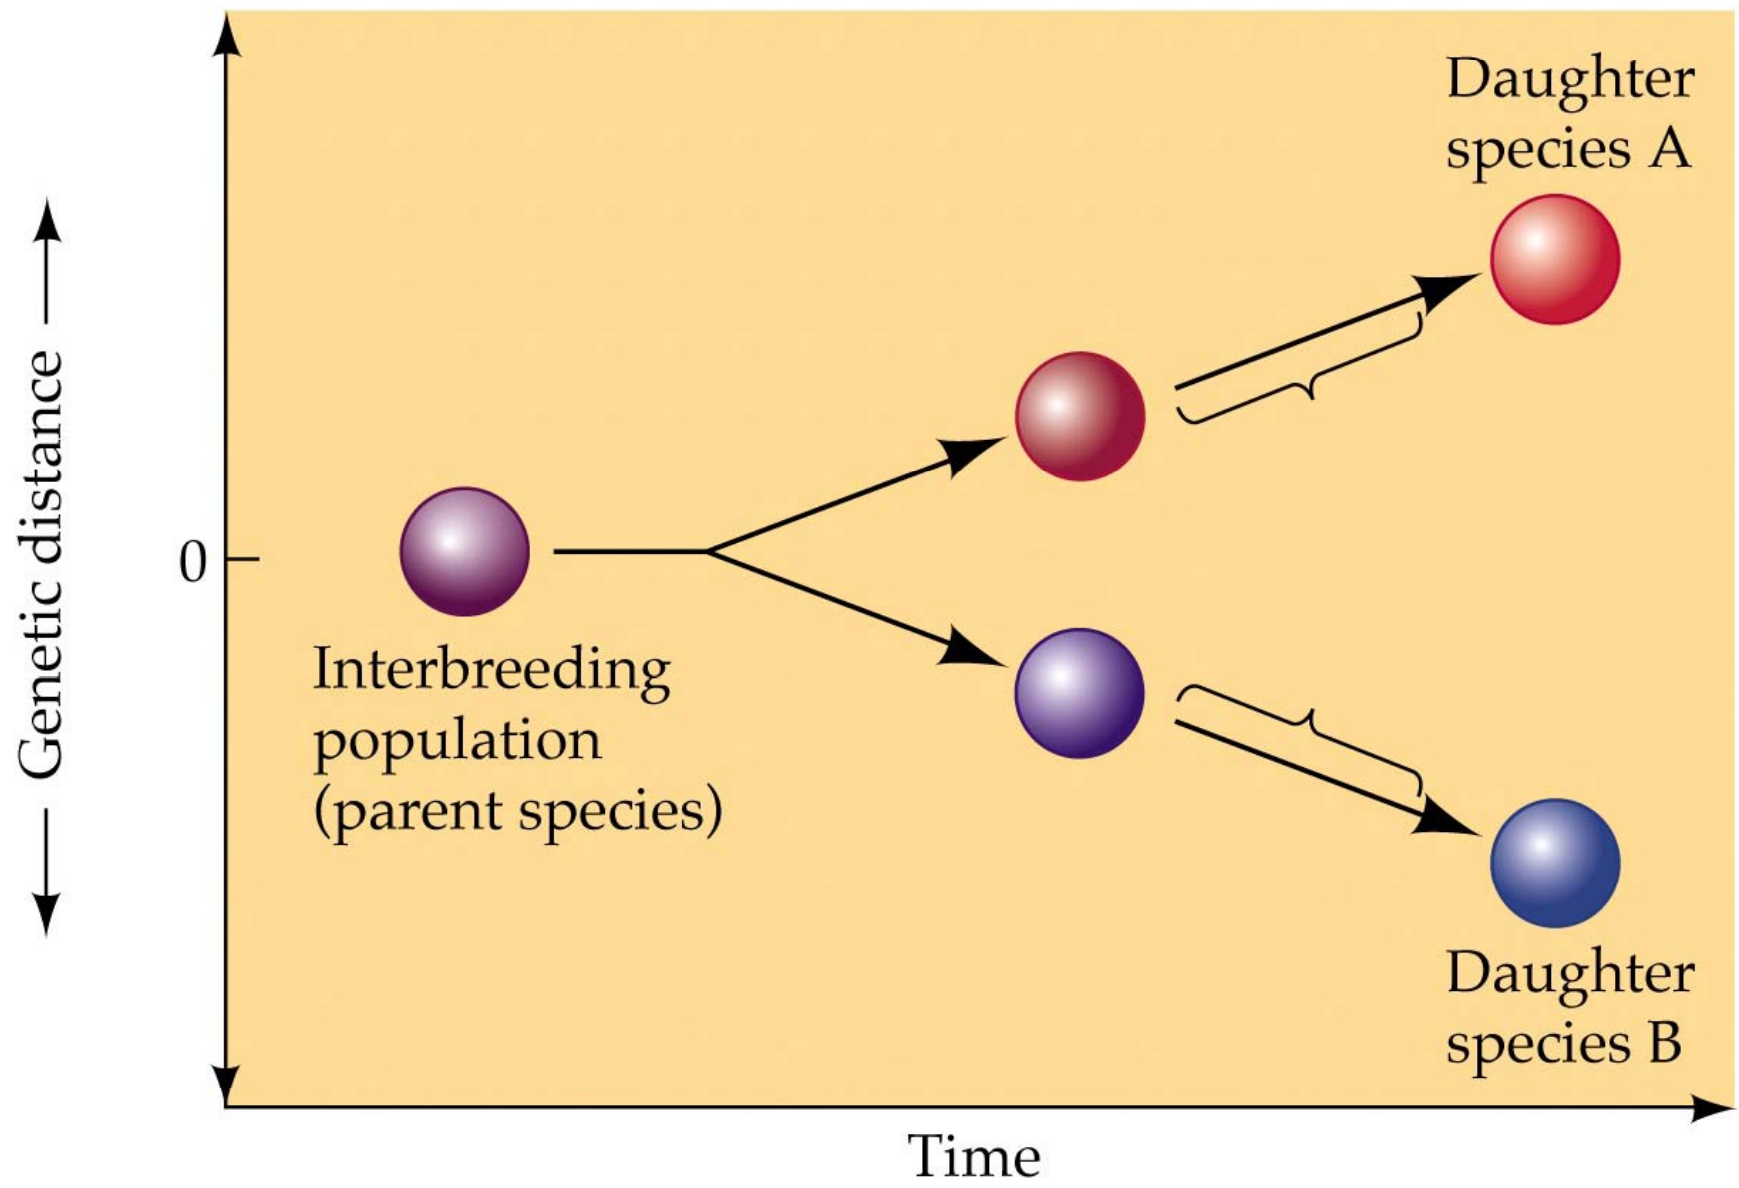 Genetic distance
0
Interbreeding
population
(parent species)
Daughter
species A
Daughter
species B
Time